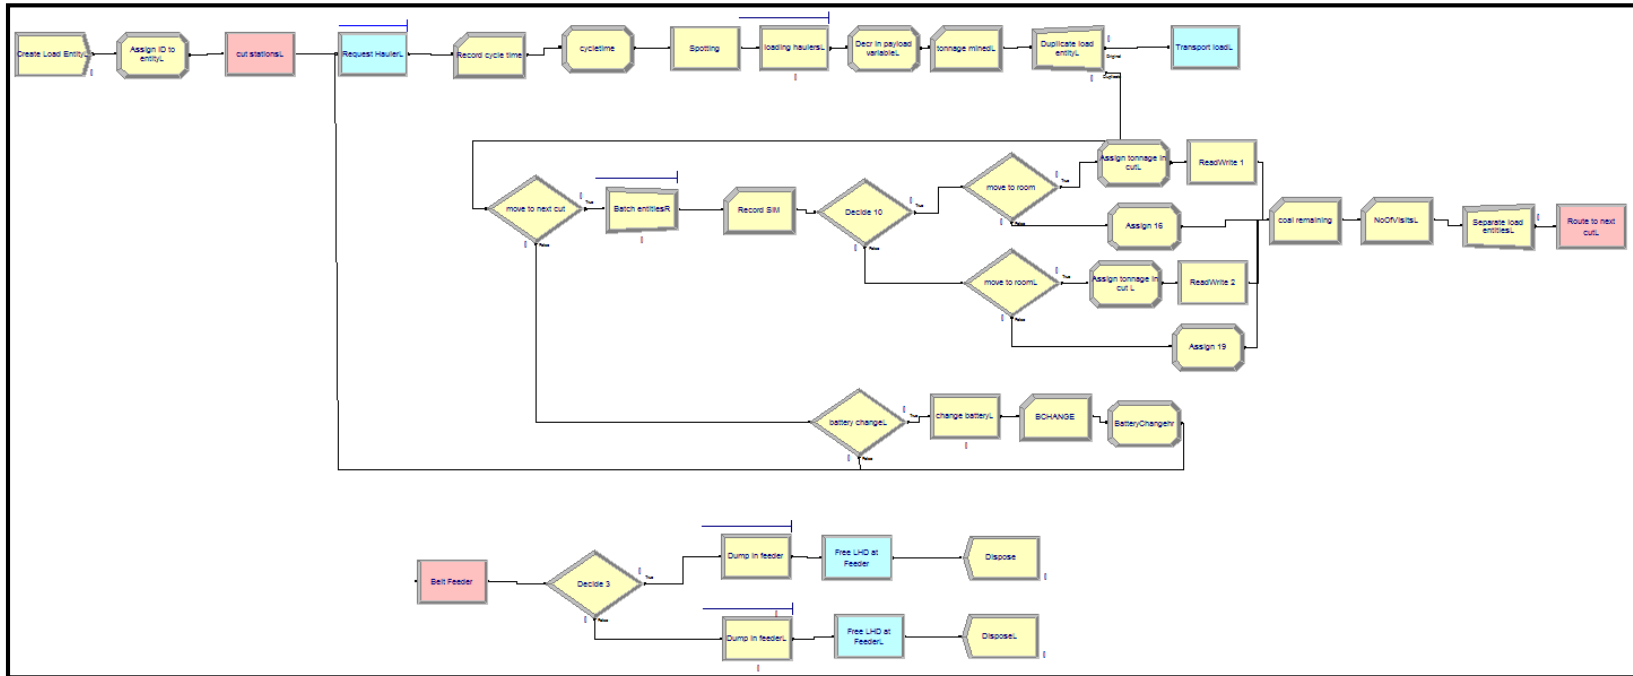 Create Load EntityL
Assign ID to
entityL
cut stationsL
Request HaulerL
Record cycle time
cycletime
Spotting
loading haulersL
Decr in payload
variableL
tonnage minedL
Duplicate load
entityL
Original
Duplicate
Transport loadL
move to next cut
True
False
Batch entitiesR
Record SIM
Decide 10
True
False
move to room
True
False
Assign tonnage in
cutL
ReadWrite 1
Assign 16
move to roomL
True
False
Assign tonnage in
cut L
ReadWrite 2
Assign 19
coal remaining
NoOfVisitsL
Separate load
entitiesL
Route to next
cutL
battery changeL
True
False
change batteryL
BCHANGE
BatteryChangehr
Belt Feeder
Decide 3
True
False
Dump in feeder
Free LHD at
Feeder
Dispose
Dump in feederL
Free LHD at
FeederL
DisposeL